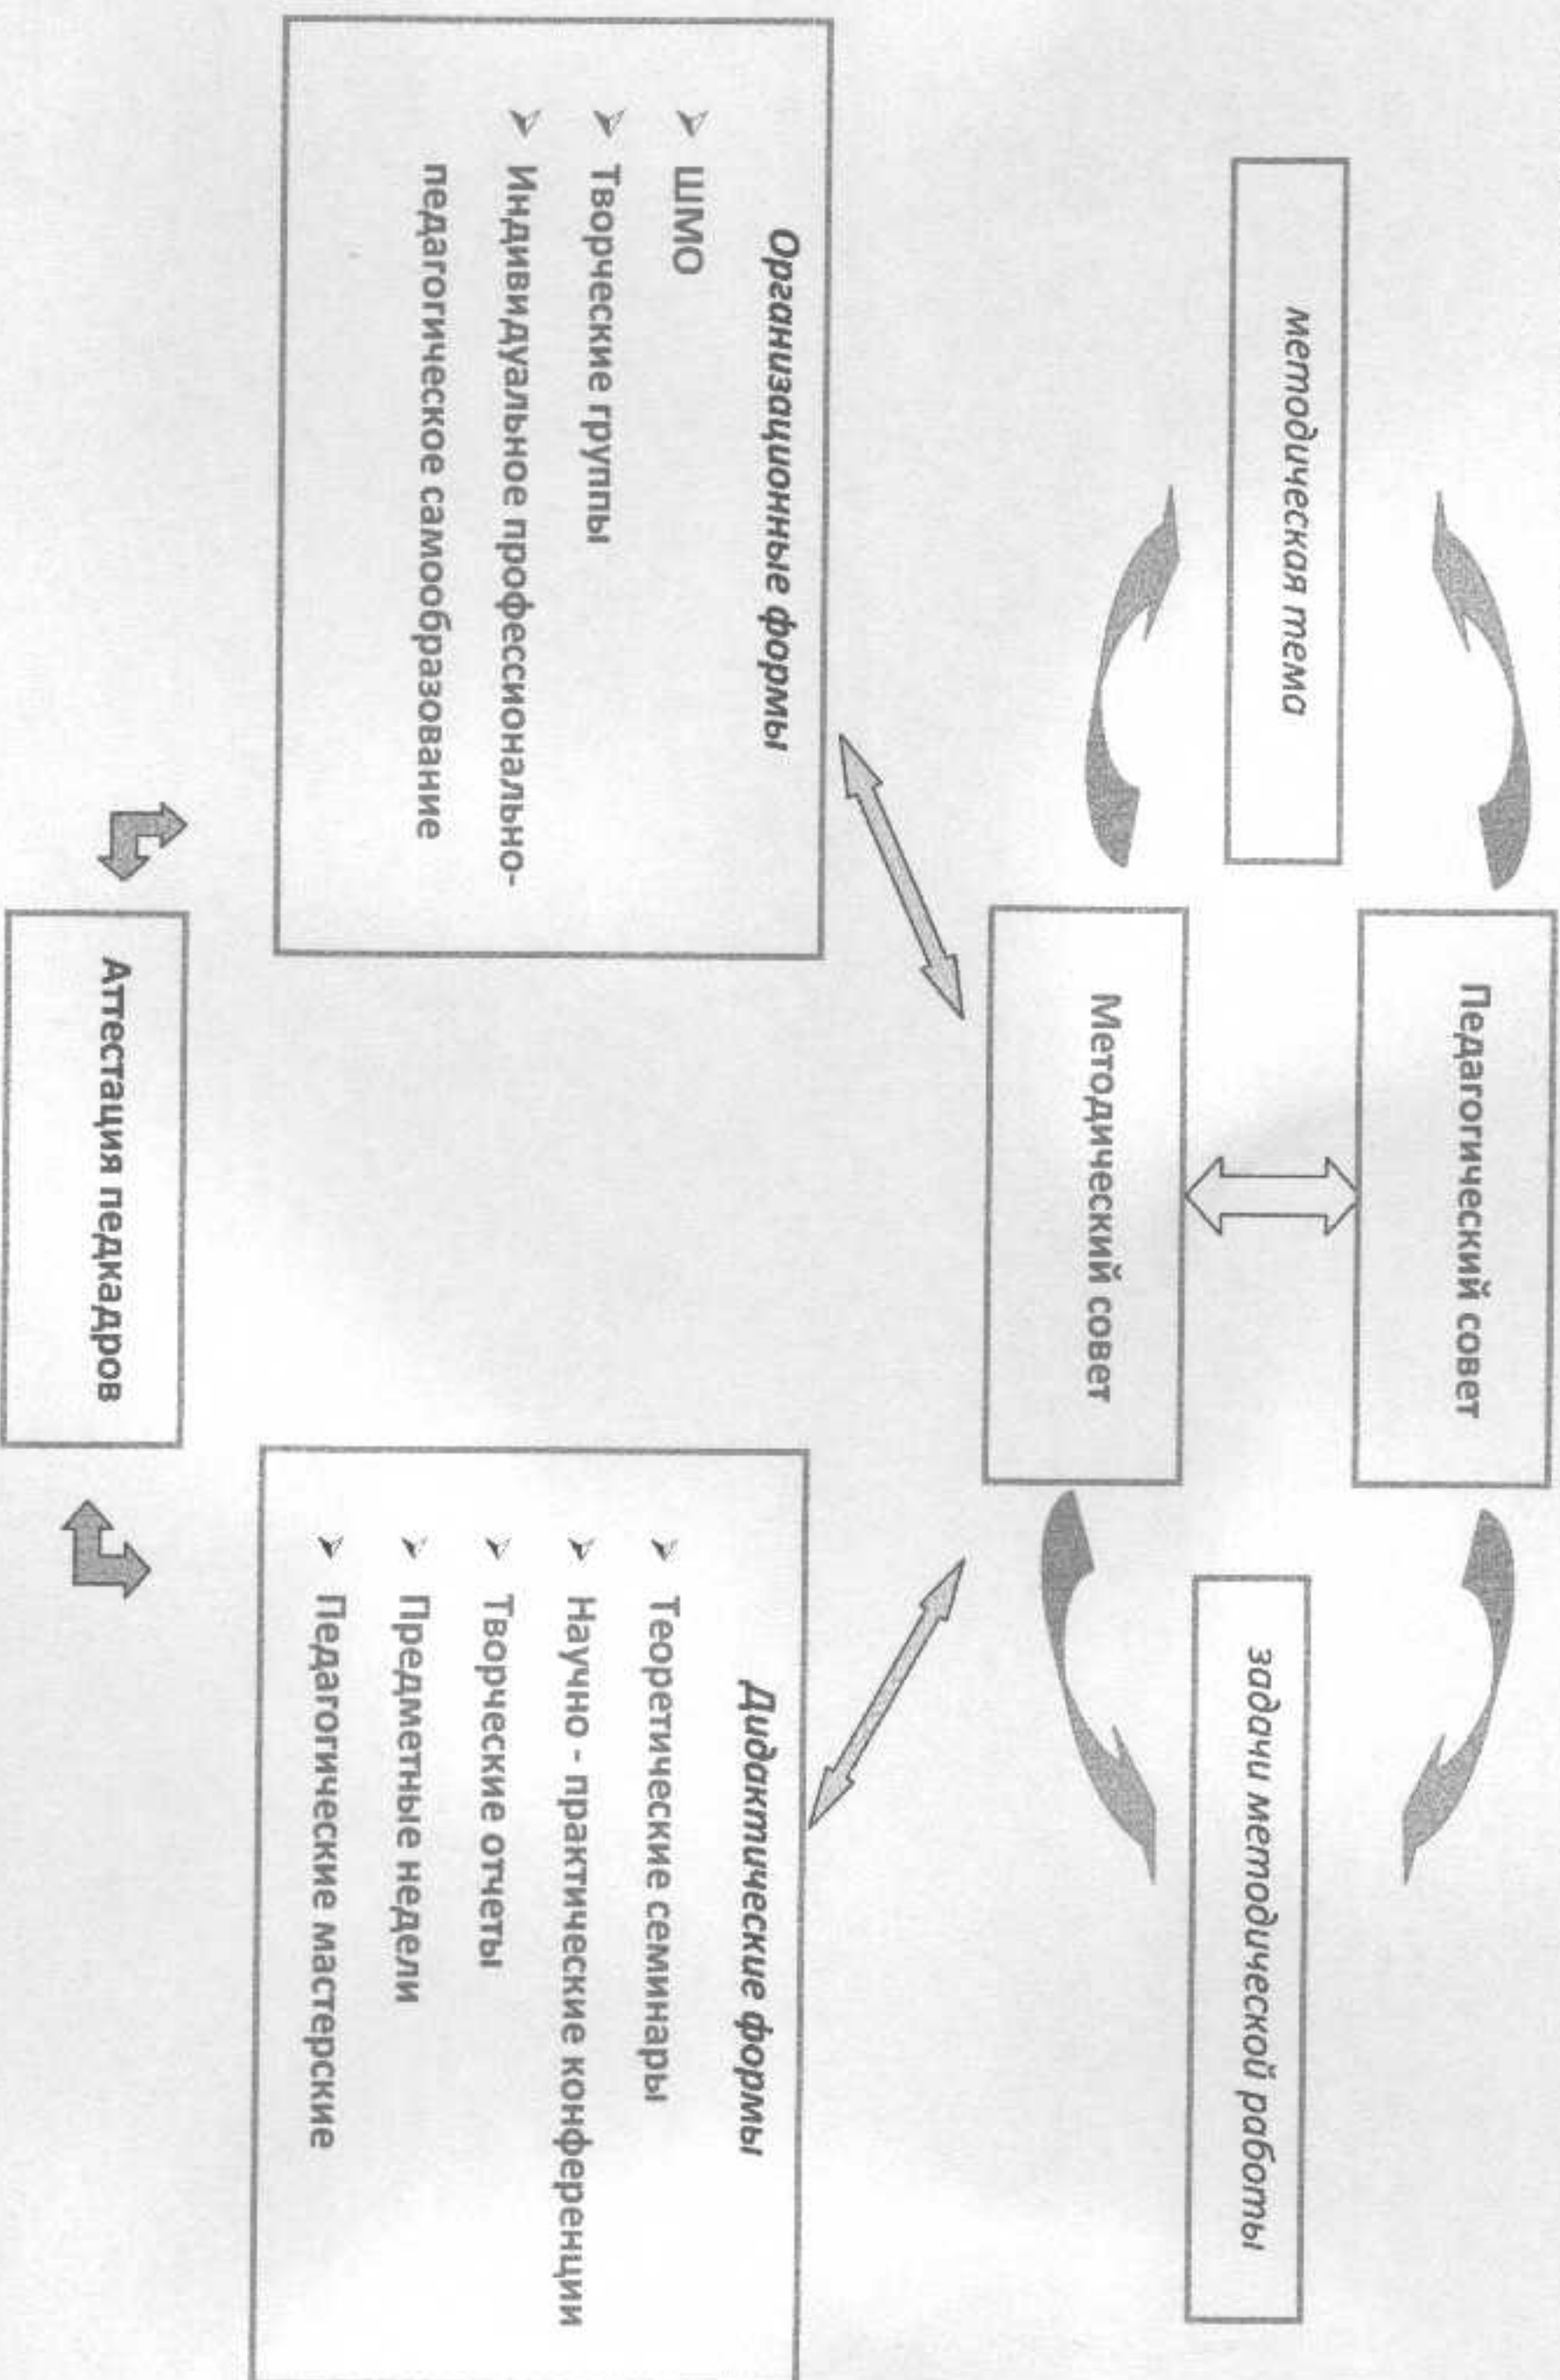 Педагогический совет
методическая тема
задачи методической работы
Методический совет
Организационные формы
ШМО
Творческие группы
Индивидуальное профессионально-
педагогическое самообразование
Дидактические формы
Теоретические семинары
Научно - практические конференции
Творческие отчеты
Предметные недели
Педагогические мастерские
Аттестация педкадров